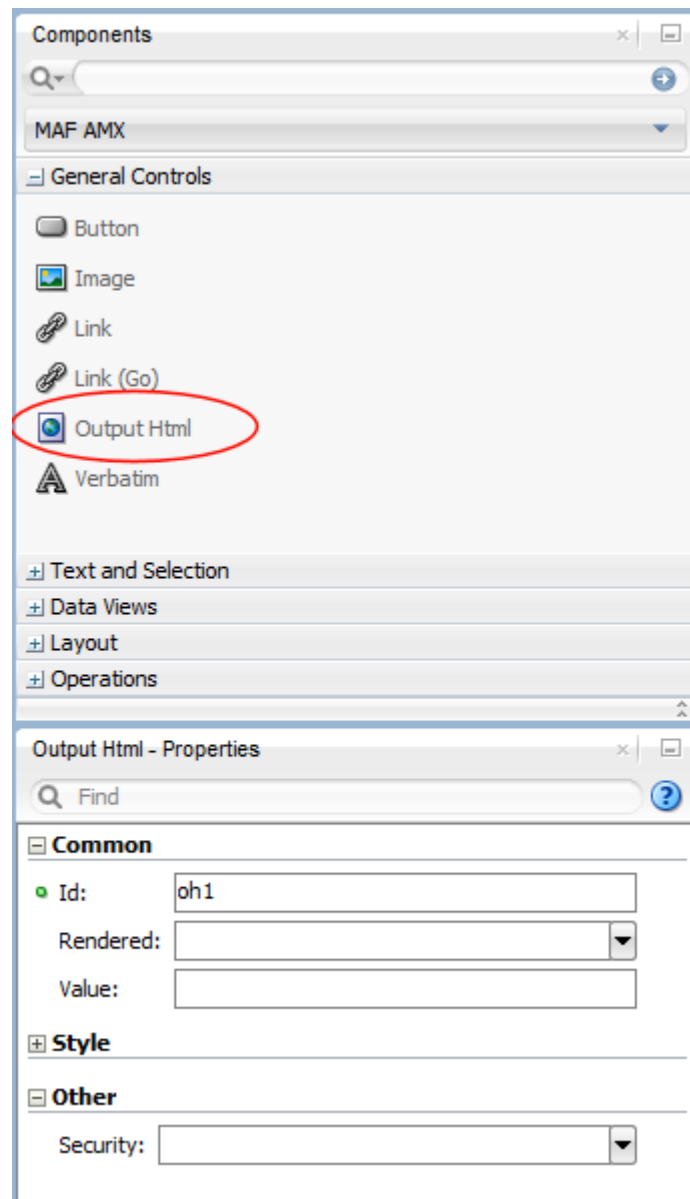 Components
MAF AMX
General Controls
Button
Image
Link
Link (Go)
Output Html
Verbatim
Text and Selection
Data Views
Layout
Operations
Output Html - Properties
Find
Common
Id: oh1
Rendered:
Value:
Style
Other
Security: